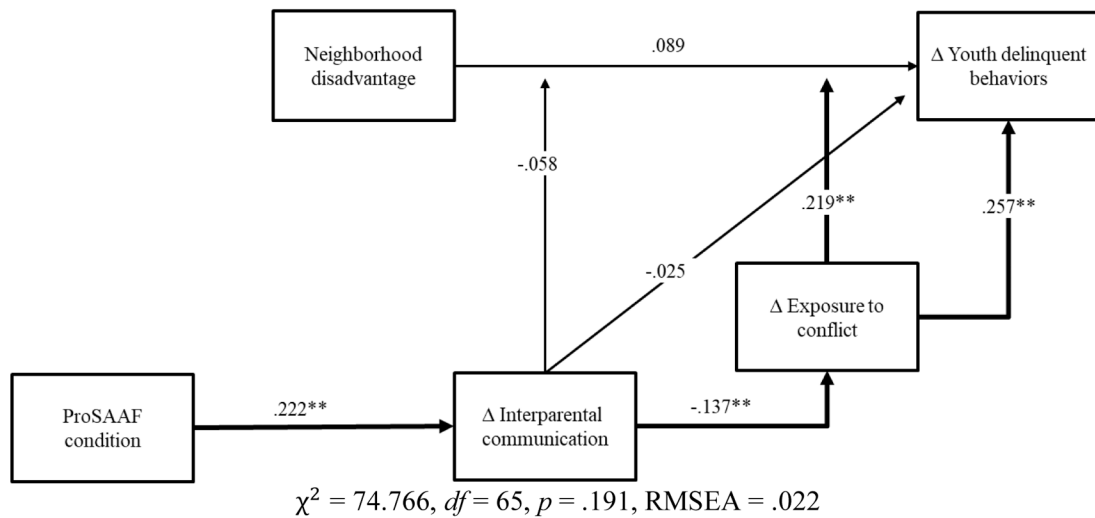 Neighborhood
disadvantage
.089
Δ Youth delinquent
behaviors
-.058
.219**
.257**
-.025
Δ Exposure to
conflict
ProSAAF
condition
.222**
Δ Interparental
communication
-.137**
χ² = 74.766, df = 65, p = .191, RMSEA = .022